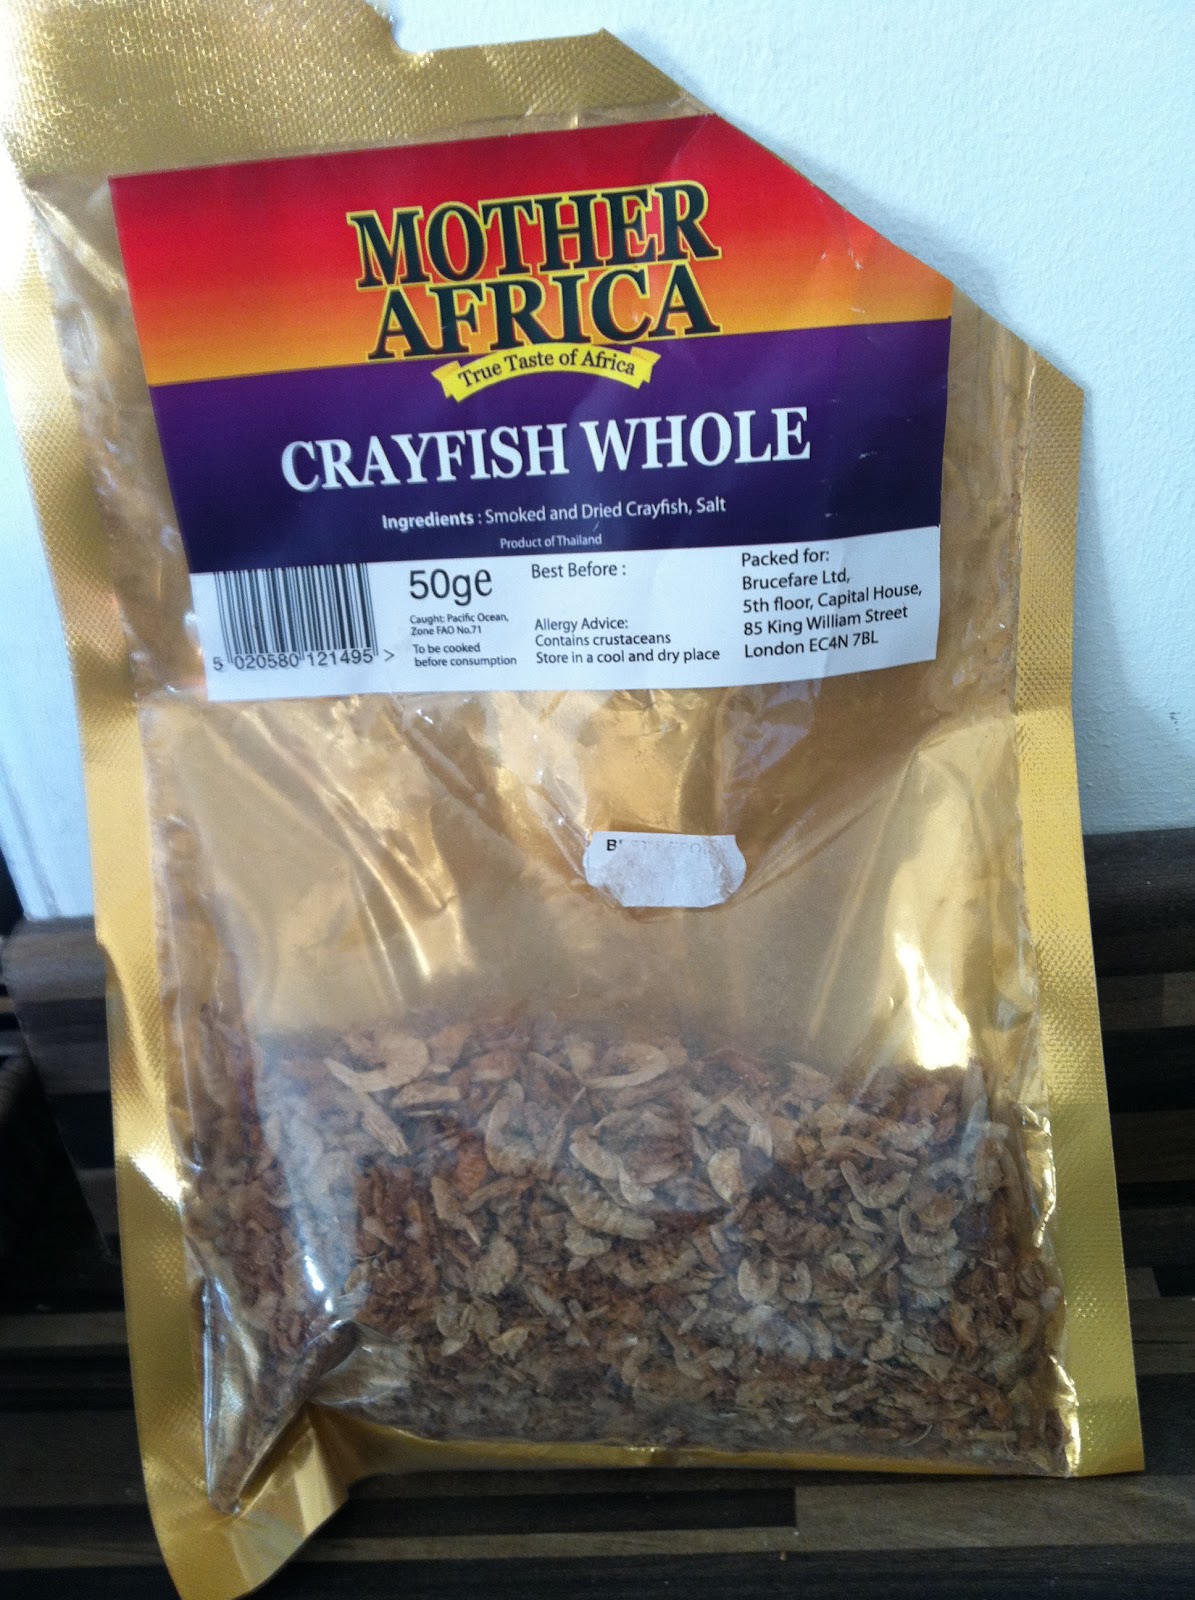 MOTHER
AFRICA
True Taste of Africa
CRAYFISH WHOLE
Ingredients : Smoked and Dried Crayfish, Salt
Product of Thailand
5 020580 121495 >
50g℮
Caught: Pacific Ocean,
Zone FAO No.71
To be cooked
before consumption
Best Before :
Allergy Advice:
Contains crustaceans
Store in a cool and dry place
Packed for:
Brucefare Ltd,
5th floor, Capital House,
85 King William Street
London EC4N 7BL